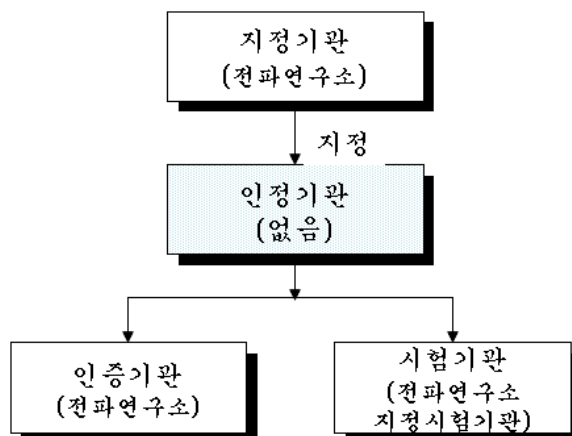 지정기관
(전파연구소)
지정
인정기관
(없음)
인증기관
(전파연구소)
시험기관
(전파연구소
지정시험기관)